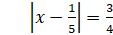 |x − 1/5| = 3/4